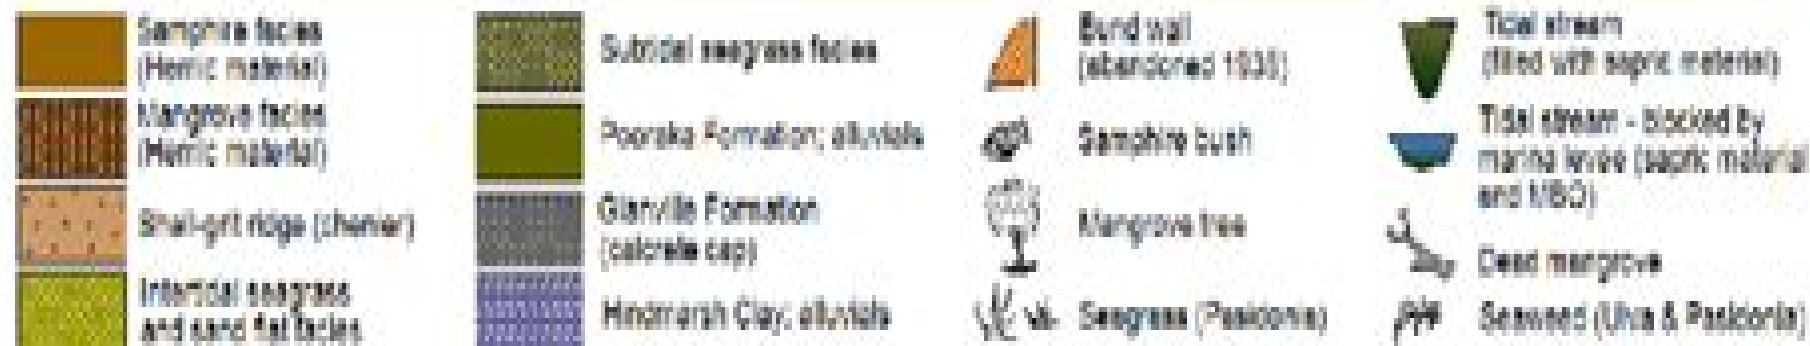 Samphire facies
(Hemic material)
Mangrove facies
(Hemic material)
Shell-grit ridge (chenier)
Intertidal seagrass
and sand flat facies
Subtidal seagrass facies
Pooraka Formation; alluvials
Glanville Formation
(calcrete cap)
Hindmarsh Clay; alluvials
Bund wall
(abandoned 1935)
Samphire bush
Mangrove tree
Seagrass (Posidonia)
Tidal stream
(filled with sapric material)
Tidal stream - blocked by
marina levee (sapric material
and MBO)
Dead mangrove
Seaweed (Ulva & Posidonia)